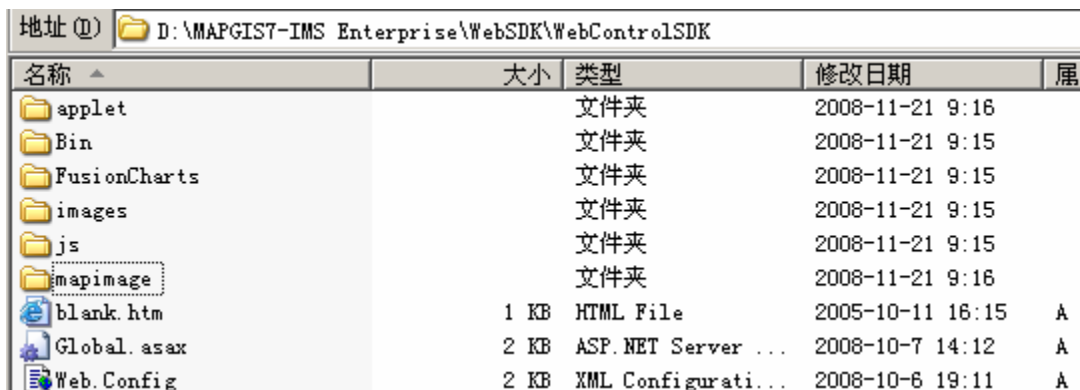 地址(D) D:\MAPGIS7-IMS Enterprise\WebSDK\WebControlSDK
名称 大小 类型 修改日期 属
applet 文件夹 2008-11-21 9:16
Bin 文件夹 2008-11-21 9:15
FusionCharts 文件夹 2008-11-21 9:15
images 文件夹 2008-11-21 9:15
js 文件夹 2008-11-21 9:15
mapimage 文件夹 2008-11-21 9:16
blank.htm 1 KB HTML File 2005-10-11 16:15 A
Global.asax 2 KB ASP.NET Server ... 2008-10-7 14:12 A
Web.Config 2 KB XML Configurati... 2008-10-6 19:11 A